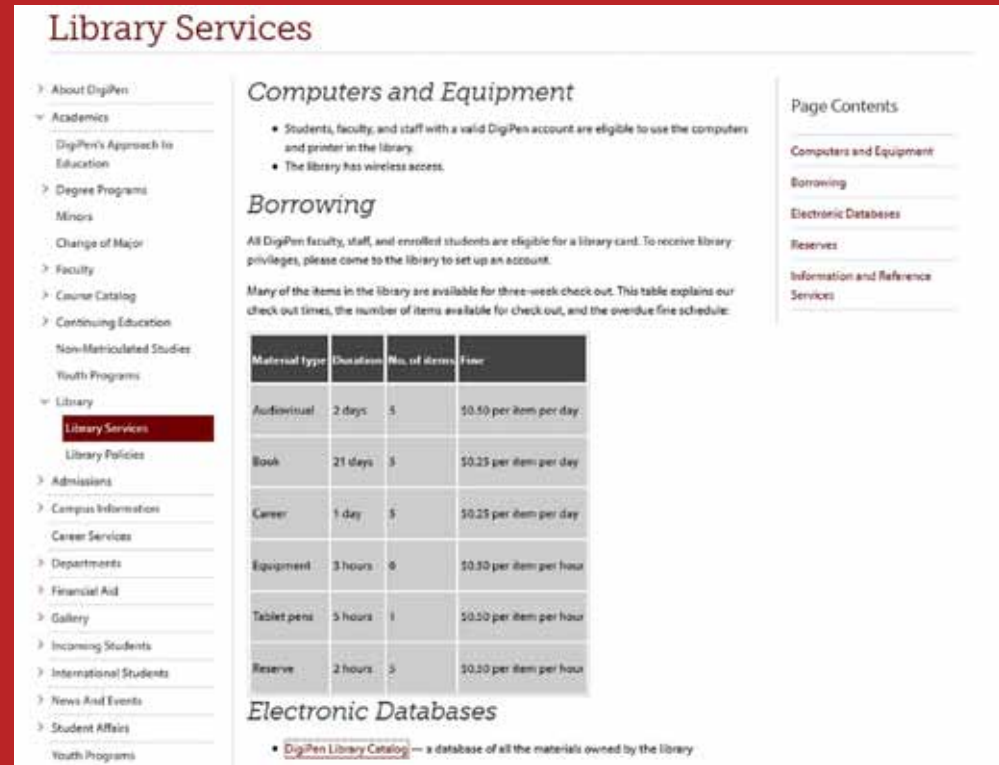 Library Services
About DigiPen
Academics
DigiPen's Approach to
Education
Degree Programs
Minors
Change of Major
Faculty
Course Catalog
Continuing Education
Non-Matriculated Studies
Youth Programs
Library
Library Services
Library Policies
Admissions
Campus Information
Career Services
Departments
Financial Aid
Gallery
Incoming Students
International Students
News And Events
Student Affairs
Youth Programs
Computers and Equipment
• Students, faculty, and staff with a valid DigiPen account are eligible to use the computers
and printer in the library.
• The library has wireless access.
Borrowing
All DigiPen faculty, staff, and enrolled students are eligible for a library card. To receive library
privileges, please come to the library to set up an account.
Many of the items in the library are available for three-week check out. This table explains our
check out times, the number of items available for check out, and the overdue fine schedule:
Material type Duration No. of items Fine
Audiovisual 2 days 5 $0.50 per item per day
Book 21 days 5 $0.25 per item per day
Career 1 day 5 $0.25 per item per day
Equipment 3 hours $0.50 per item per hour
Tablet pens 5 hours 1 $0.50 per item per hour
Reserve 2 hours 5 $0.50 per item per hour
Electronic Databases
• DigiPen Library Catalog — a database of all the materials owned by the library
Page Contents
Computers and Equipment
Borrowing
Electronic Databases
Reserves
Information and Reference
Services